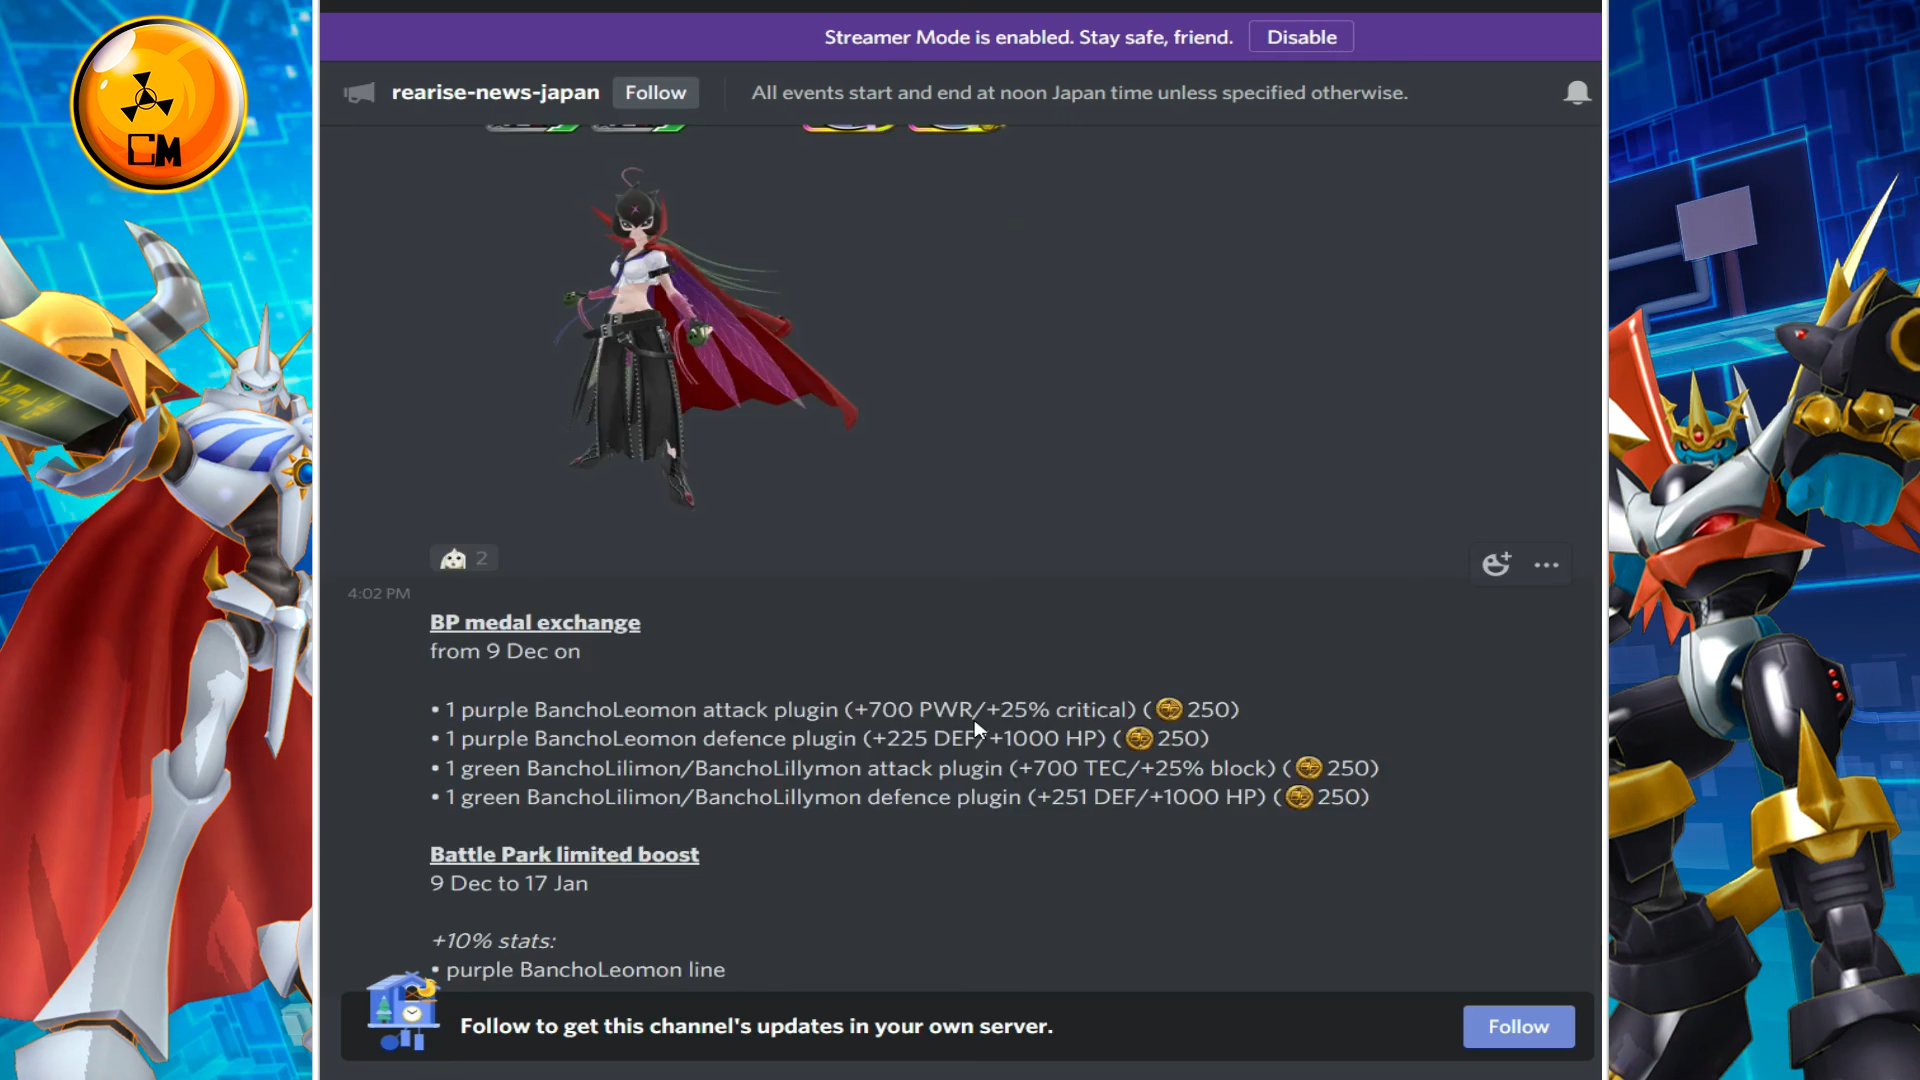 Streamer Mode is enabled. Stay safe, friend. Disable
rearise-news-japan Follow All events start and end at noon Japan time unless specified otherwise.
CM
2
4:02 PM
BP medal exchange
from 9 Dec on
• 1 purple BanchoLeomon attack plugin (+700 PWR/+25% critical) ( 250)
• 1 purple BanchoLeomon defence plugin (+225 DEF/+1000 HP) ( 250)
• 1 green BanchoLilimon/BanchoLillymon attack plugin (+700 TEC/+25% block) ( 250)
• 1 green BanchoLilimon/BanchoLillymon defence plugin (+251 DEF/+1000 HP) ( 250)
Battle Park limited boost
9 Dec to 17 Jan
+10% stats:
• purple BanchoLeomon line
Follow to get this channel's updates in your own server. Follow